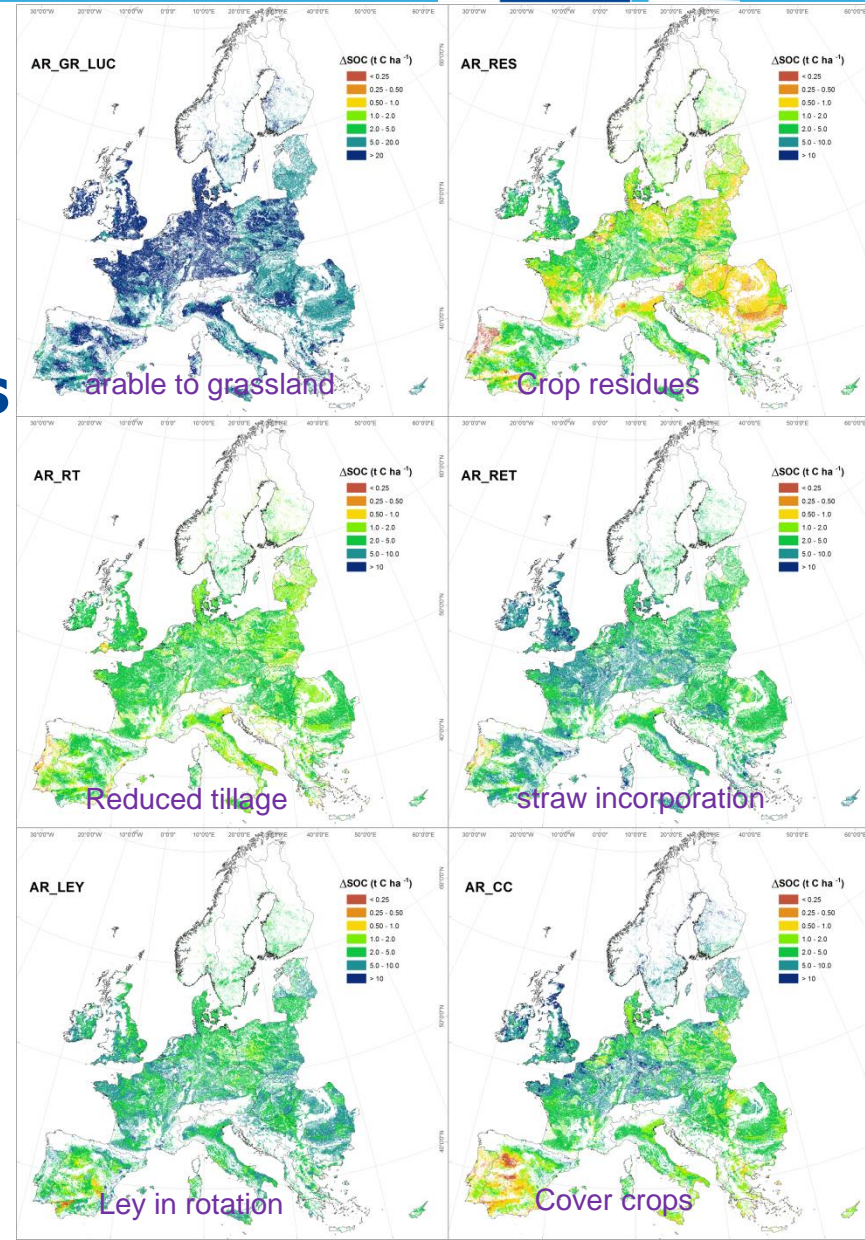 s
AR_GR_LUC
ΔSOC (t C ha -1)
< 0.25
0.25 - 0.50
0.50 - 1.0
1.0 - 2.0
2.0 - 5.0
5.0 - 20.0
> 20
arable to grassland
AR_RES
ΔSOC (t C ha -1)
< 0.25
0.25 - 0.50
0.50 - 1.0
1.0 - 2.0
2.0 - 5.0
5.0 - 10.0
> 10
Crop residues
AR_RT
ΔSOC (t C ha -1)
< 0.25
0.25 - 0.50
0.50 - 1.0
1.0 - 2.0
2.0 - 5.0
5.0 - 10.0
> 10
Reduced tillage
AR_RET
ΔSOC (t C ha -1)
< 0.25
0.25 - 0.50
0.50 - 1.0
1.0 - 2.0
2.0 - 5.0
5.0 - 10.0
> 10
straw incorporation
AR_LEY
ΔSOC (t C ha -1)
< 0.25
0.25 - 0.50
0.50 - 1.0
1.0 - 2.0
2.0 - 5.0
5.0 - 10.0
> 10
Ley in rotation
AR_CC
ΔSOC (t C ha -1)
< 0.25
0.25 - 0.50
0.50 - 1.0
1.0 - 2.0
2.0 - 5.0
5.0 - 10.0
> 10
Cover crops